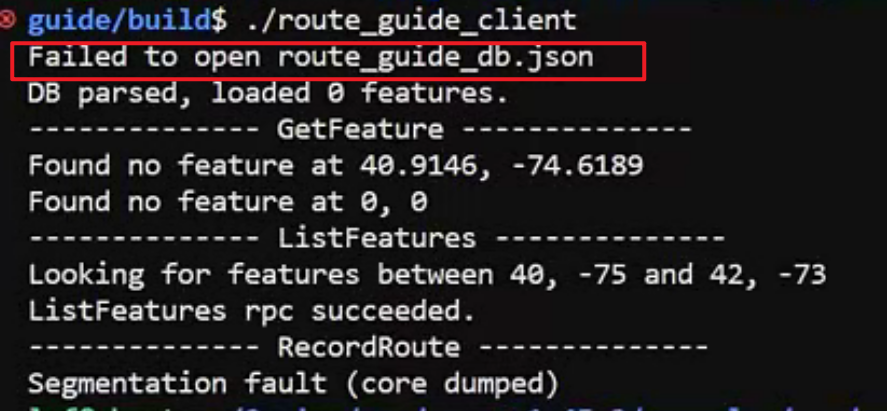 guide/build$ ./route_guide_client
Failed to open route_guide_db.json
DB parsed, loaded 0 features.
-------------- GetFeature --------------
Found no feature at 40.9146, -74.6189
Found no feature at 0, 0
-------------- ListFeatures --------------
Looking for features between 40, -75 and 42, -73
ListFeatures rpc succeeded.
-------------- RecordRoute --------------
Segmentation fault (core dumped)